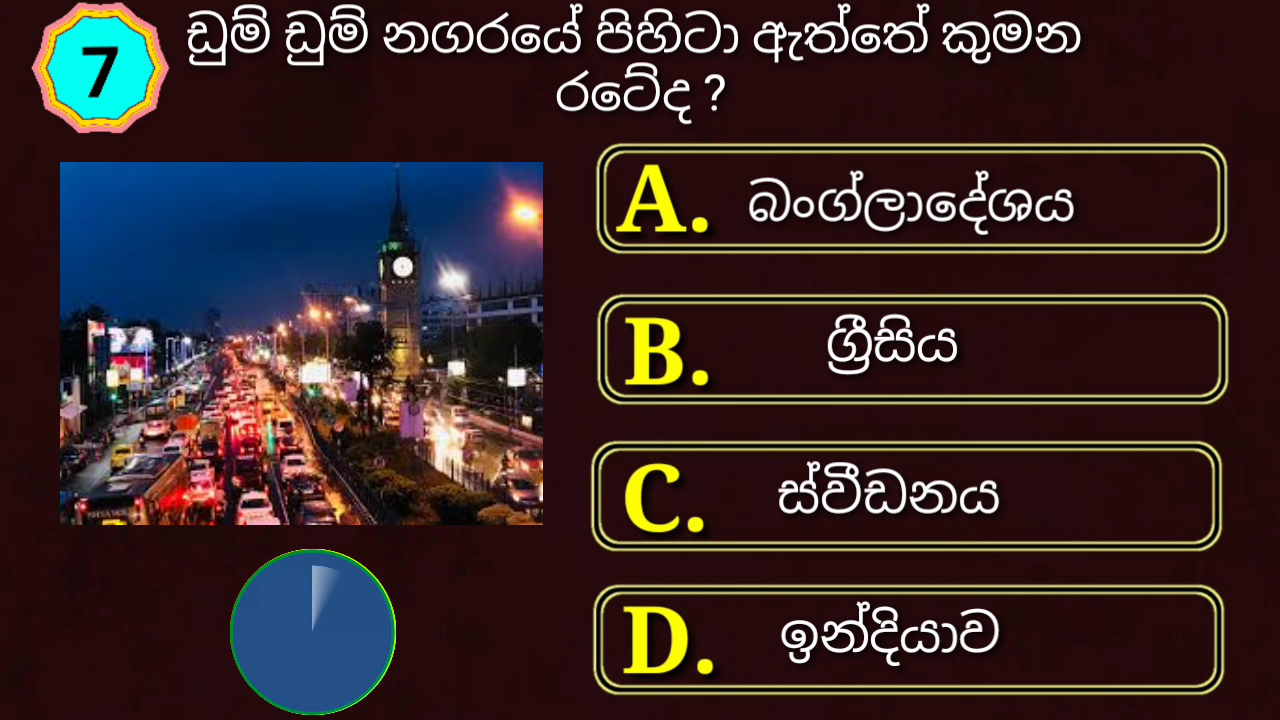 7
ඩුම් ඩුම් නගරයේ පිහිටා ඇත්තේ කුමන
රටේද ?
A. බංග්ලාදේශය
B. ග්‍රීසිය
C. ස්වීඩනය
D. ඉන්දියාව